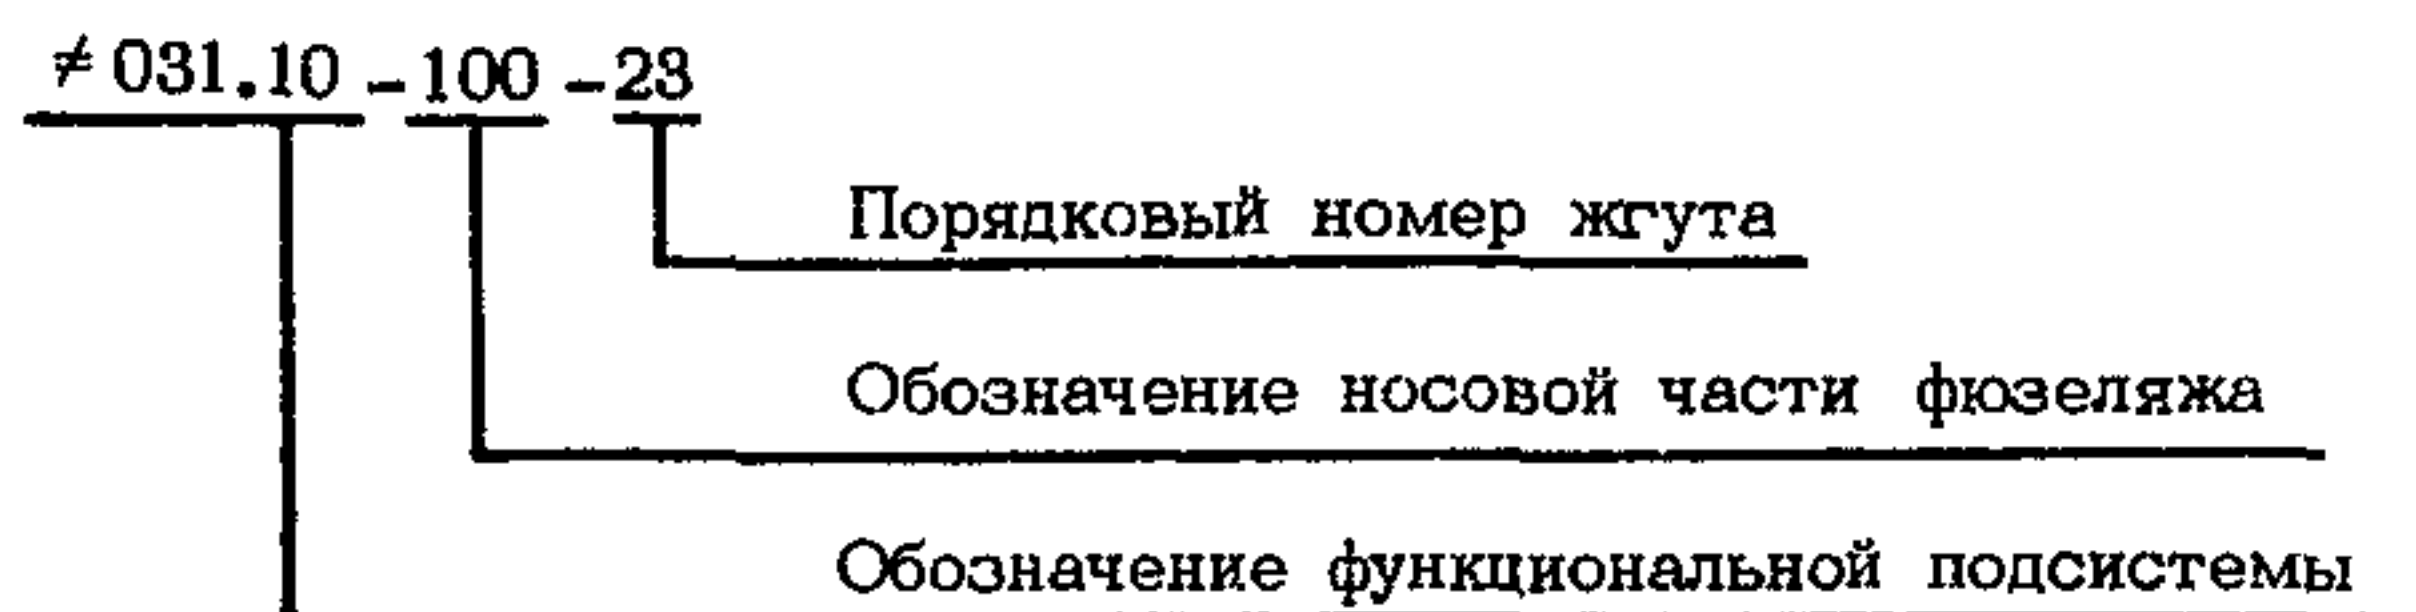 ≠031.10-100-23
Порядковый номер жгута
Обозначение носовой части фюзеляжа
Обозначение функциональной подсистемы